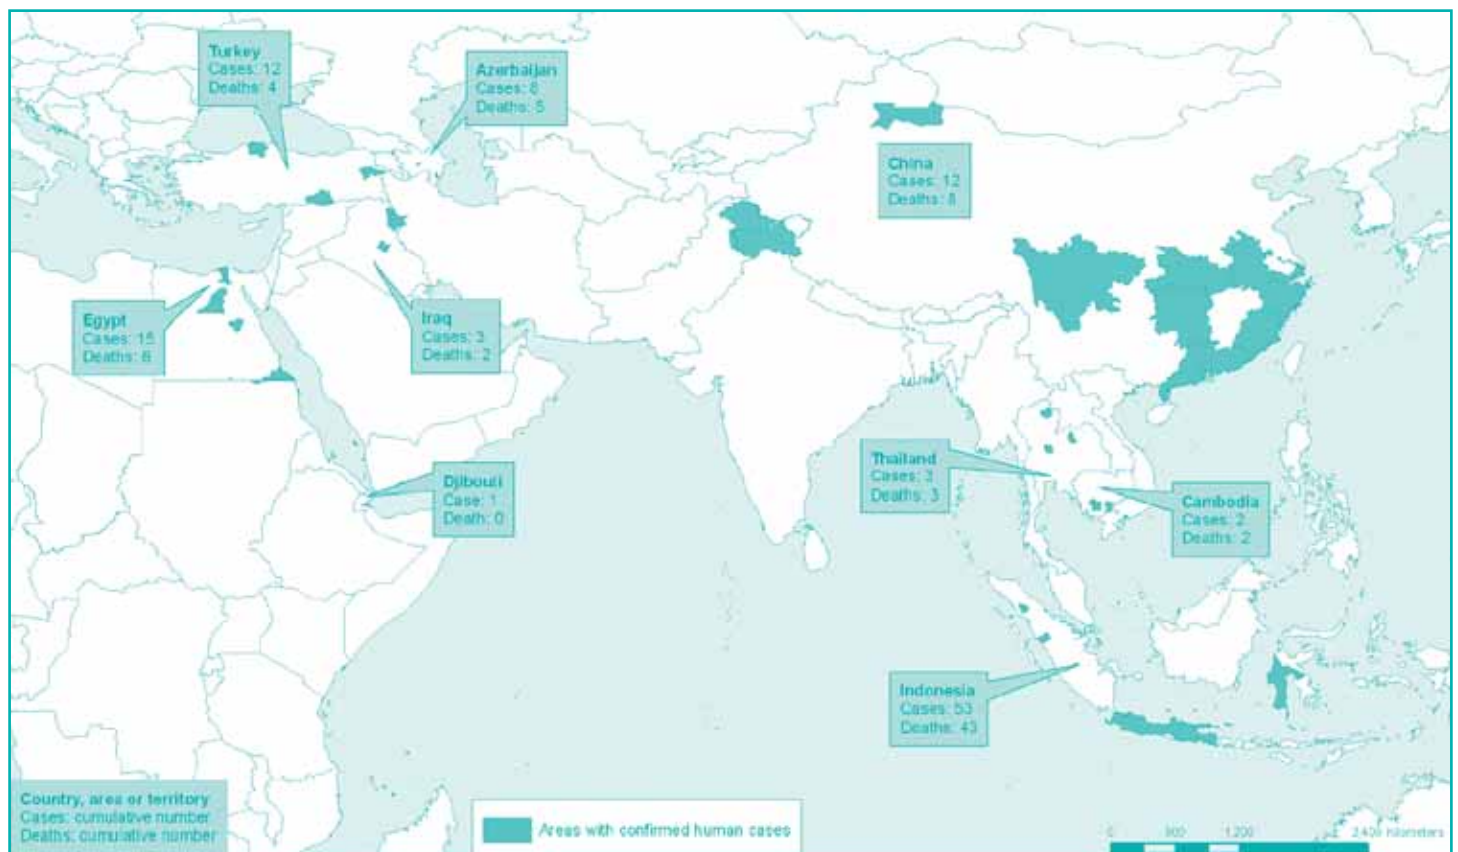 Turkey
Cases: 12
Deaths: 4
Azerbaijan
Cases: 8
Deaths: 5
China
Cases: 12
Deaths: 8
Egypt
Cases: 15
Deaths: 6
Iraq
Cases: 3
Deaths: 2
Djibouti
Case: 1
Death: 0
Thailand
Cases: 3
Deaths: 3
Cambodia
Cases: 2
Deaths: 2
Indonesia
Cases: 53
Deaths: 43
Country, area or territory
Cases: cumulative number
Deaths: cumulative number
Areas with confirmed human cases
0 1,200 Kilometers